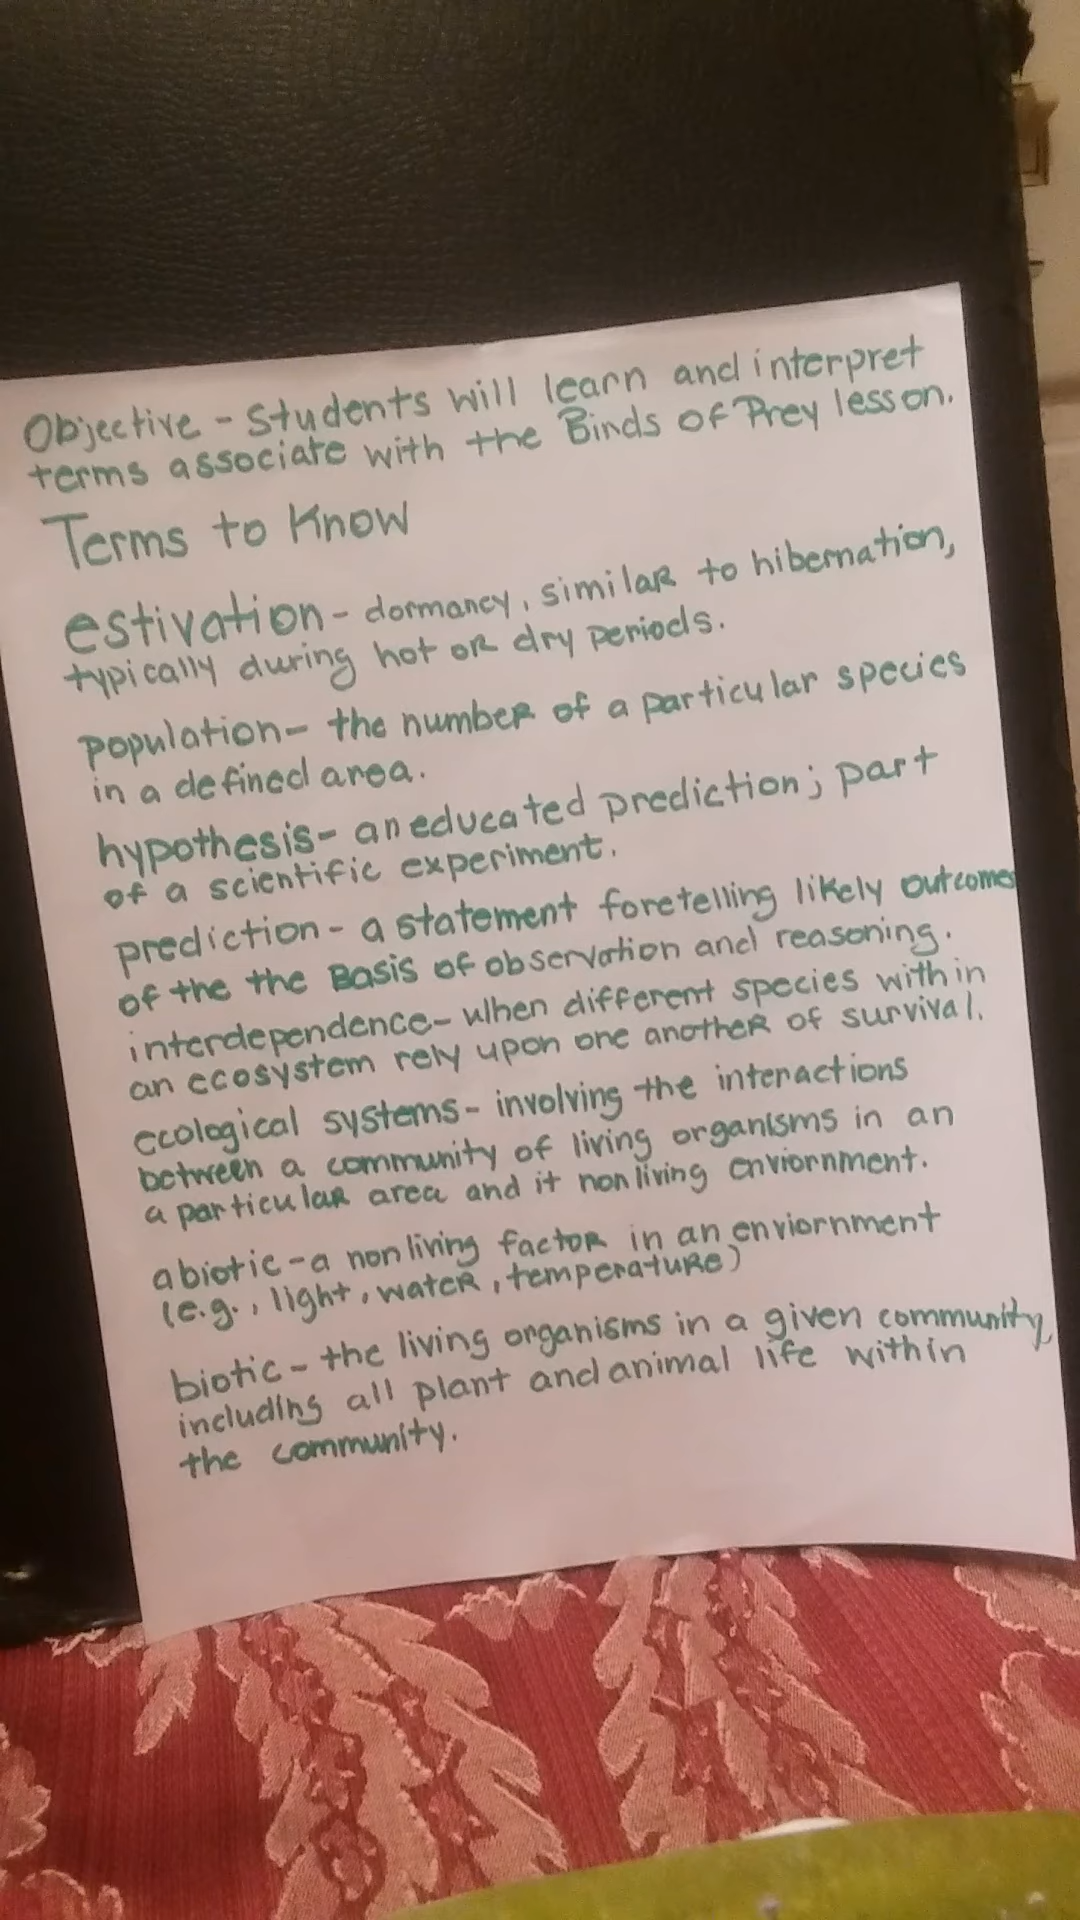 Objective - Students will learn and interpret
terms associate with the Birds of Prey lesson.
Terms to Know
estivation - dormancy, similar to hibernation,
typically during hot or dry periods.
population - the number of a particular species
in a defined area.
hypothesis - an educated prediction; part
of a scientific experiment.
prediction - a statement foretelling likely outcomes
of the the Basis of observation and reasoning.
interdependence - when different species within
an ecosystem rely upon one another of survival.
ecological systems - involving the interactions
between a community of living organisms in an
a particular area and it nonliving enviornment.
abiotic - a nonliving factor in an enviornment
(e.g., light, water, temperature)
biotic - the living organisms in a given community,
including all plant and animal life within
the community.